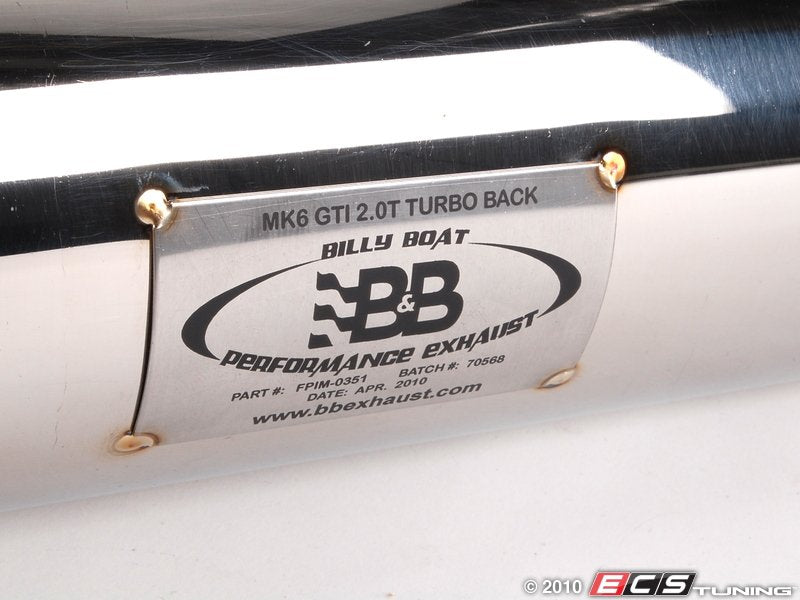 MK6 GTI 2.0T TURBO BACK
BILLY BOAT
B&B
PERFORMANCE EXHAUST
PART #: FPIM-0351 BATCH #: 70568
DATE: APR. 2010
www.bbexhaust.com
© 2010 ECS TUNING